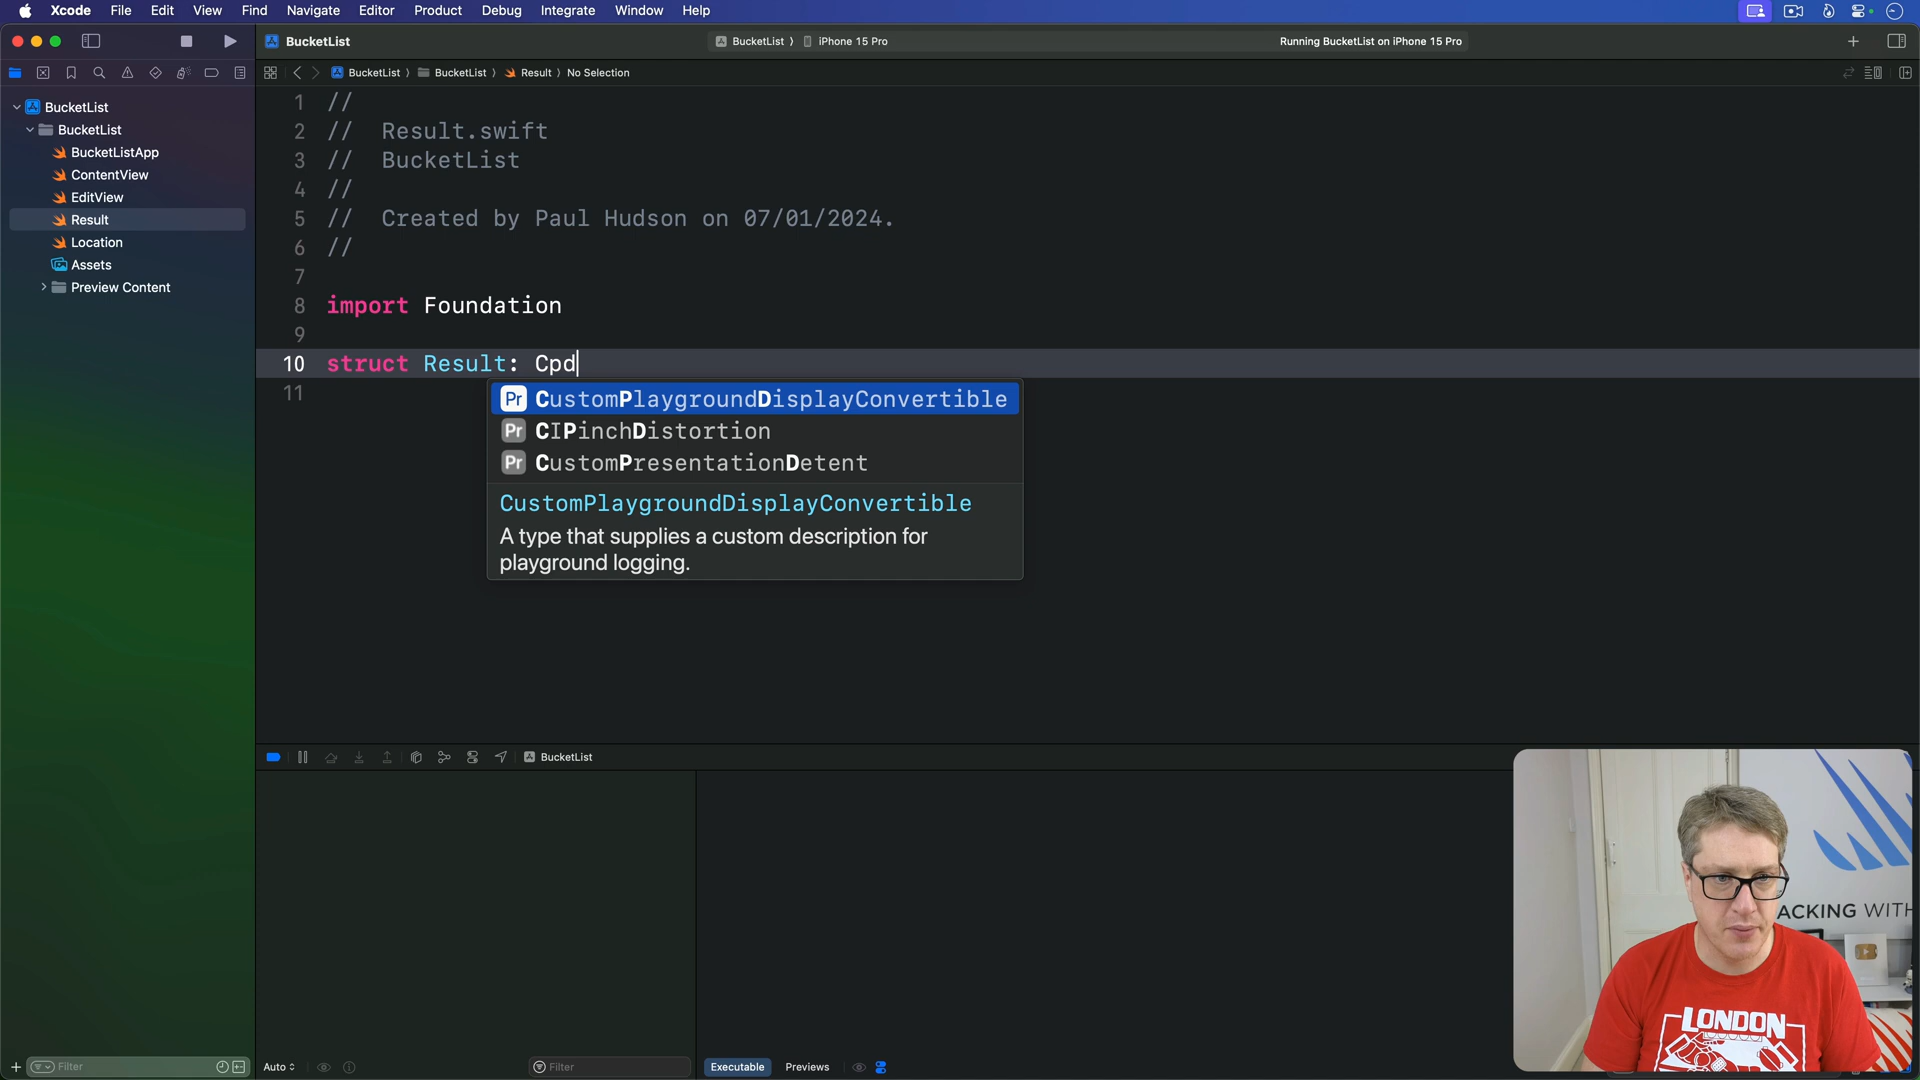 Xcode File Edit View Find Navigate Editor Product Debug Integrate Window Help
BucketList
BucketList 〉 iPhone 15 Pro
Running BucketList on iPhone 15 Pro
BucketList 〉 BucketList 〉 Result 〉 No Selection
BucketList
BucketList
BucketListApp
ContentView
EditView
Result
Location
Assets
Preview Content
1 //
2 // Result.swift
3 // BucketList
4 //
5 // Created by Paul Hudson on 07/01/2024.
6 //
7
8 import Foundation
9
10 struct Result: Cpd
11
Pr CustomPlaygroundDisplayConvertible
Pr CIPinchDistortion
Pr CustomPresentationDetent
CustomPlaygroundDisplayConvertible
A type that supplies a custom description for
playground logging.
BucketList
ACKING WITH
LONDON
Filter
Auto
Filter
Executable Previews